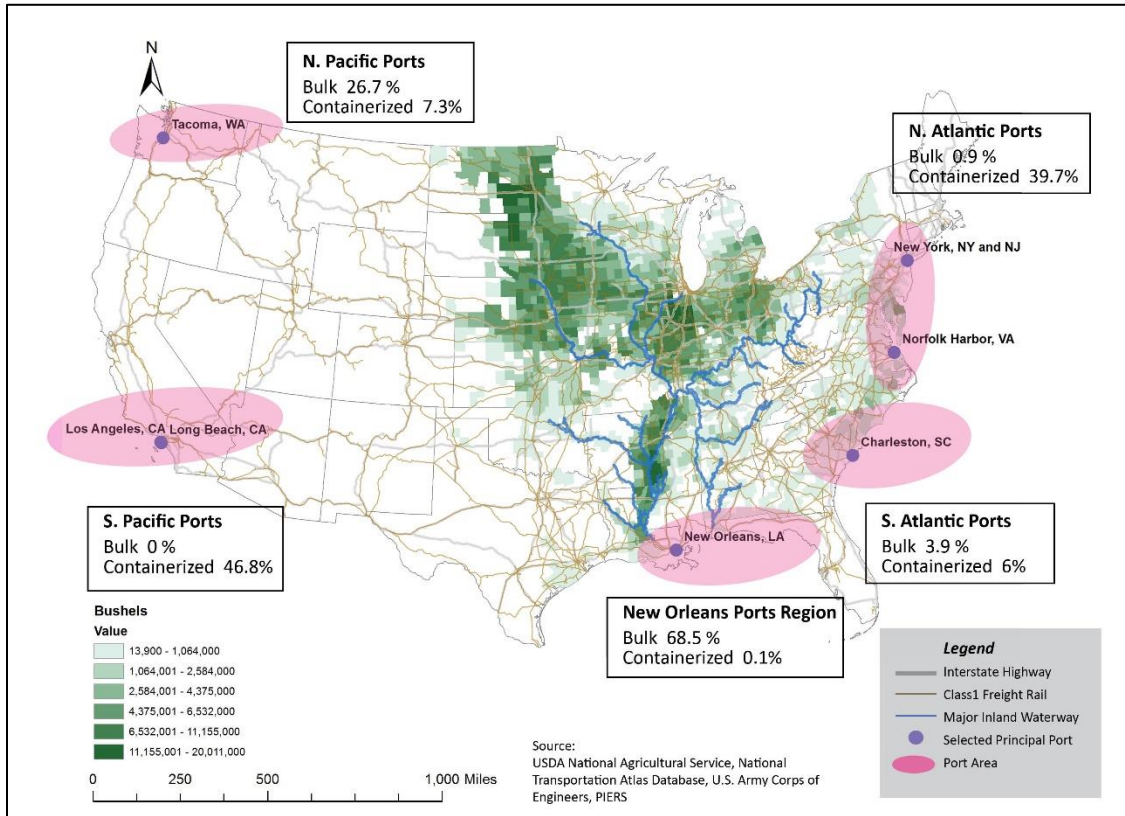 N
N. Pacific Ports
Bulk 26.7 %
Containerized 7.3%
Tacoma, WA
N. Atlantic Ports
Bulk 0.9 %
Containerized 39.7%
New York, NY and NJ
Norfolk Harbor, VA
Los Angeles, CA Long Beach, CA
Charleston, SC
S. Pacific Ports
Bulk 0 %
Containerized 46.8%
New Orleans, LA
S. Atlantic Ports
Bulk 3.9 %
Containerized 6%
New Orleans Ports Region
Bulk 68.5 %
Containerized 0.1%
Bushels
Value
13,900 - 1,064,000
1,064,001 - 2,584,000
2,584,001 - 4,375,000
4,375,001 - 6,532,000
6,532,001 - 11,155,000
11,155,001 - 20,011,000
0 250 500 1,000 Miles
Source:
USDA National Agricultural Service, National
Transportation Atlas Database, U.S. Army Corps of
Engineers, PIERS
Legend
Interstate Highway
Class1 Freight Rail
Major Inland Waterway
Selected Principal Port
Port Area